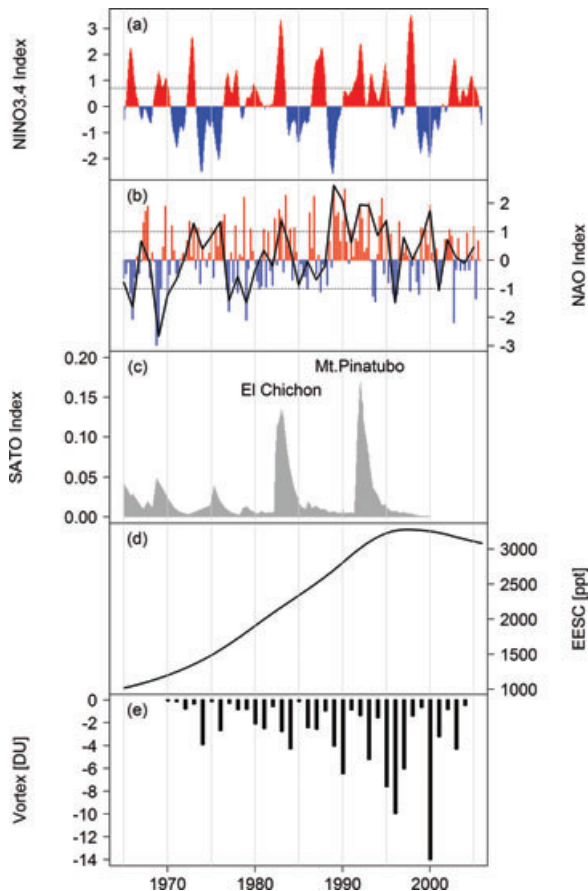 (a)
NINO3.4 Index
3
2
1
0
-1
-2
(b)
NAO Index
2
1
0
-1
-2
-3
(c)
Mt.Pinatubo
El Chichon
SATO Index
0.20
0.15
0.10
0.05
0.00
(d)
EESC [ppt]
3000
2500
2000
1500
1000
(e)
Vortex [DU]
0
-2
-4
-6
-8
-10
-12
-14
1970 1980 1990 2000